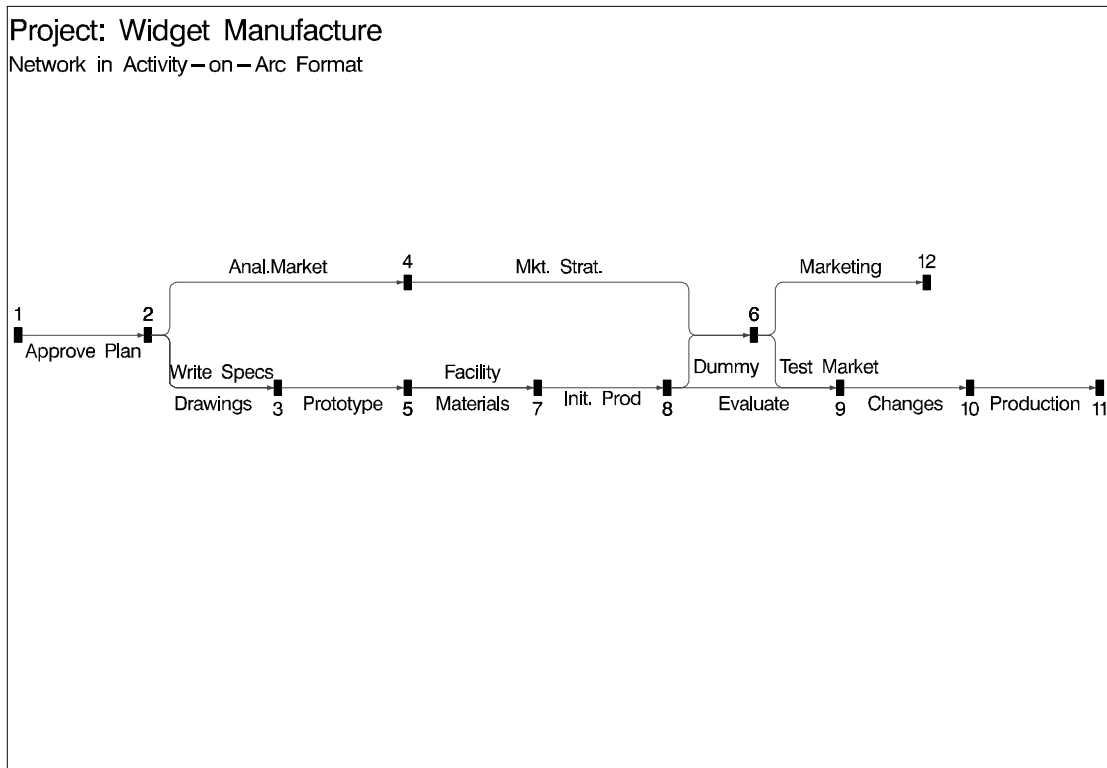 Project: Widget Manufacture
Network in Activity-on-Arc Format
4
12
Anal.Market
Mkt. Strat.
Marketing
1
2
6
Approve Plan
Write Specs
Facility
Dummy
Test Market
Drawings
3
Prototype
5
Materials
7
Init. Prod
8
Evaluate
9
Changes
10
Production
11